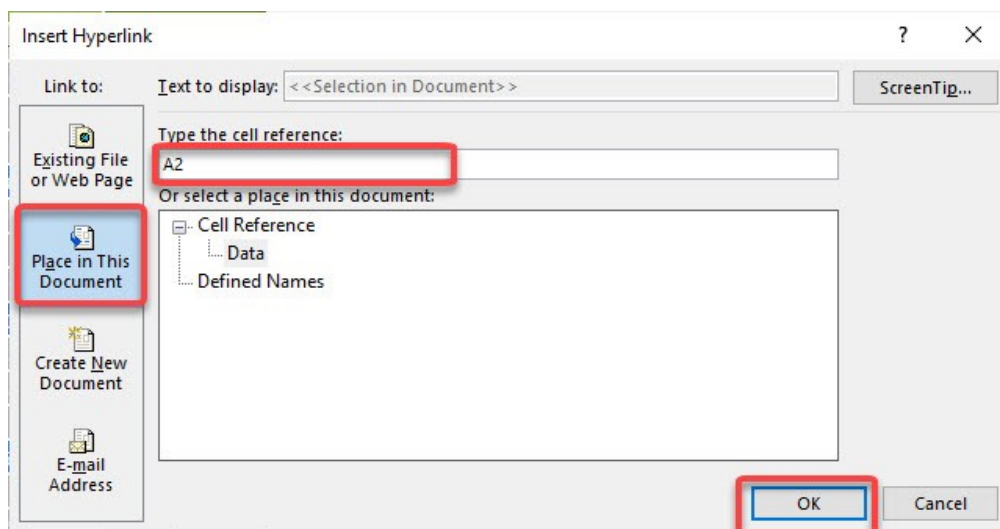 Insert Hyperlink
?
Link to:
Text to display: <<Selection in Document>>
ScreenTip...
Existing File
or Web Page
Type the cell reference:
A2
Or select a place in this document:
Place in This
Document
Cell Reference
Data
Defined Names
Create New
Document
E-mail
Address
OK
Cancel